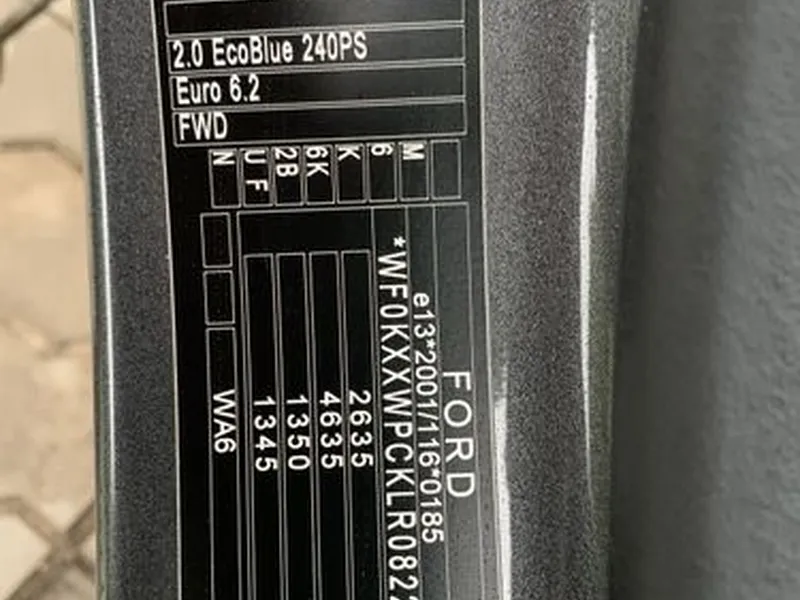 2.0 EcoBlue 240PS
Euro 6.2
FWD
M
6
K
6K
2B
U F
N
FORD
e13*2001/116*0185
*WF0KXXWPCKLR082
2635
4635
1350
1345
WA6